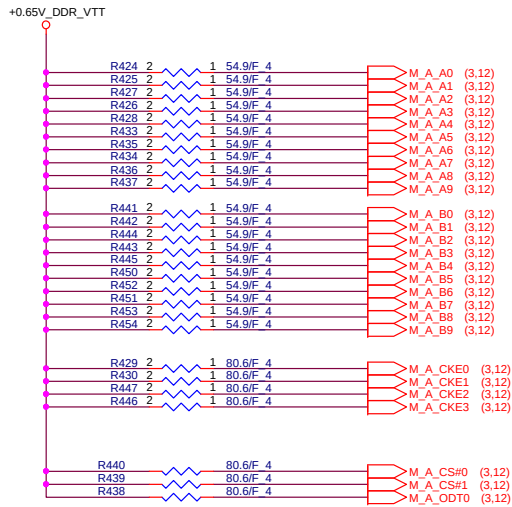 +0.65V_DDR_VTT
R424 2 1 54.9/F_4 M_A_A0 (3,12)
R425 2 1 54.9/F_4 M_A_A1 (3,12)
R427 2 1 54.9/F_4 M_A_A2 (3,12)
R426 2 1 54.9/F_4 M_A_A3 (3,12)
R428 2 1 54.9/F_4 M_A_A4 (3,12)
R433 2 1 54.9/F_4 M_A_A5 (3,12)
R435 2 1 54.9/F_4 M_A_A6 (3,12)
R434 2 1 54.9/F_4 M_A_A7 (3,12)
R436 2 1 54.9/F_4 M_A_A8 (3,12)
R437 2 1 54.9/F_4 M_A_A9 (3,12)
R441 2 1 54.9/F_4 M_A_B0 (3,12)
R442 2 1 54.9/F_4 M_A_B1 (3,12)
R444 2 1 54.9/F_4 M_A_B2 (3,12)
R443 2 1 54.9/F_4 M_A_B3 (3,12)
R445 2 1 54.9/F_4 M_A_B4 (3,12)
R450 2 1 54.9/F_4 M_A_B5 (3,12)
R452 2 1 54.9/F_4 M_A_B6 (3,12)
R451 2 1 54.9/F_4 M_A_B7 (3,12)
R453 2 1 54.9/F_4 M_A_B8 (3,12)
R454 2 1 54.9/F_4 M_A_B9 (3,12)
R429 2 1 80.6/F_4 M_A_CKE0 (3,12)
R430 2 1 80.6/F_4 M_A_CKE1 (3,12)
R447 2 1 80.6/F_4 M_A_CKE2 (3,12)
R446 2 1 80.6/F_4 M_A_CKE3 (3,12)
R440 80.6/F_4 M_A_CS#0 (3,12)
R439 80.6/F_4 M_A_CS#1 (3,12)
R438 80.6/F_4 M_A_ODT0 (3,12)